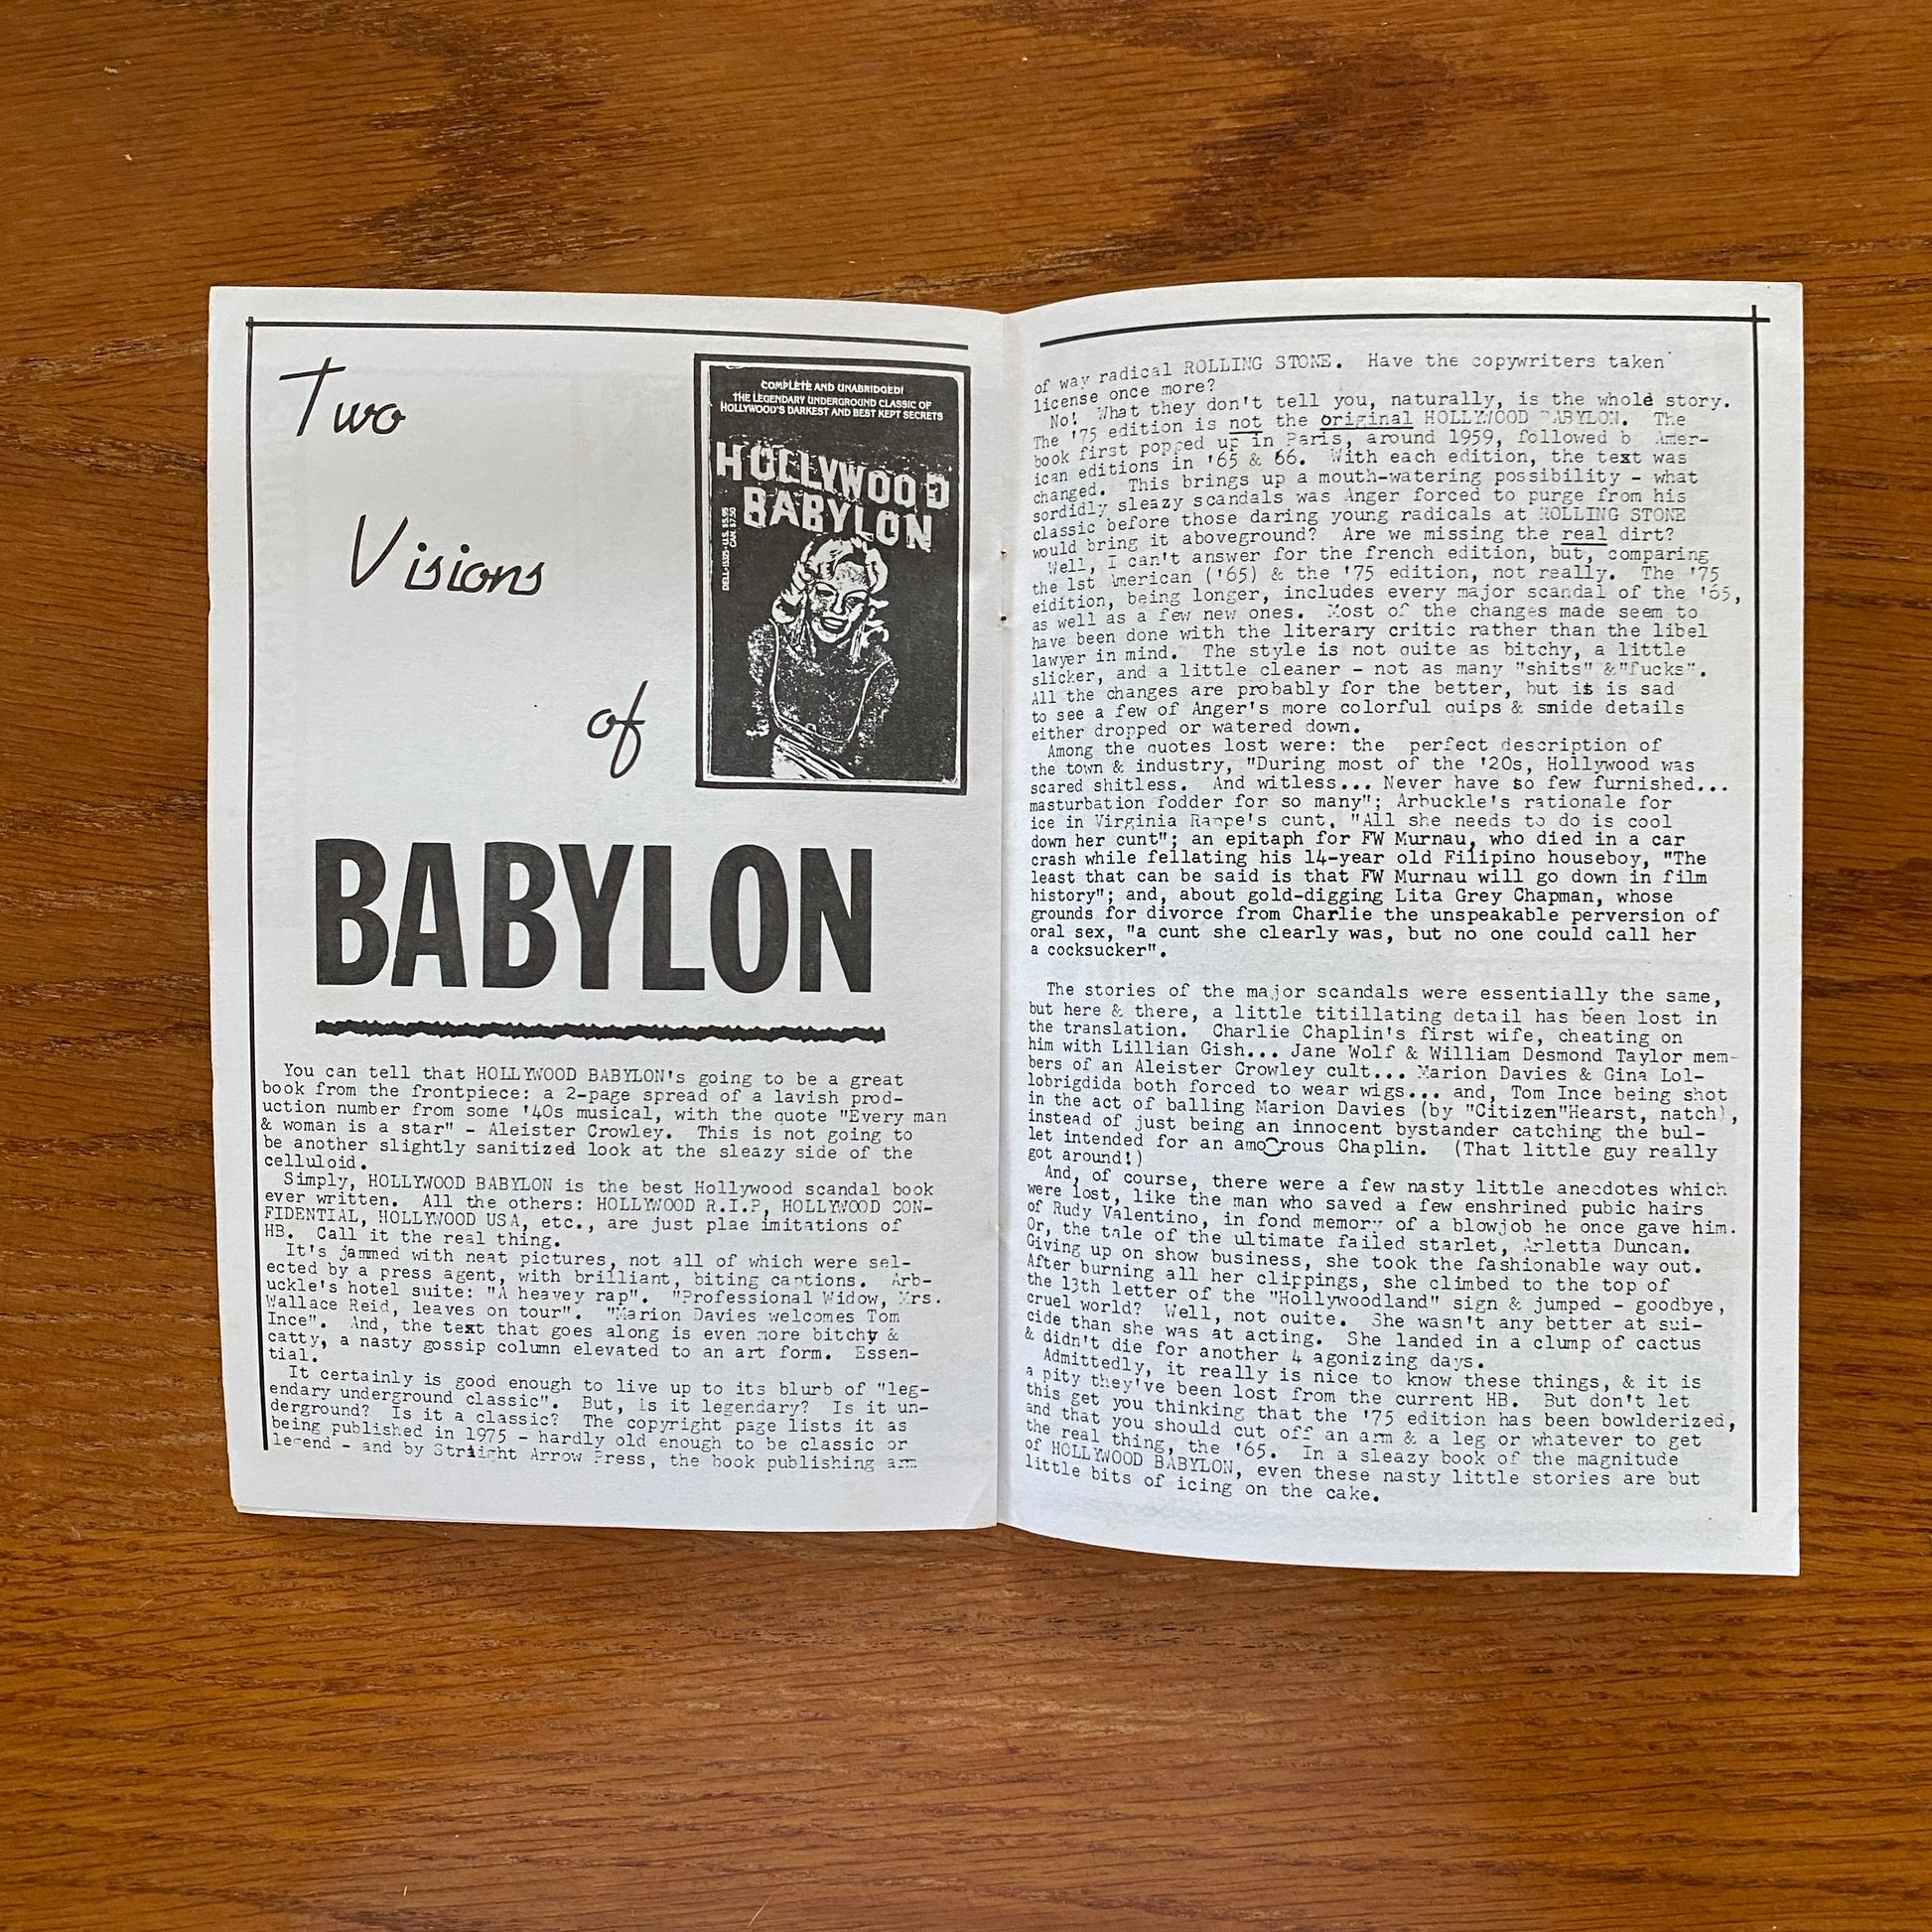 Two
Visions
of
BABYLON
COMPLETE AND UNABRIDGED!
THE LEGENDARY UNDERGROUND CLASSIC OF
HOLLYWOOD'S DARKEST AND BEST KEPT SECRETS
HOLLYWOOD
BABYLON
DELL•15325•U.S. $5.95
CAN. $7.50
You can tell that HOLLYWOOD BABYLON's going to be a great
book from the frontpiece: a 2-page spread of a lavish prod-
uction number from some '40s musical, with the quote "Every man
& woman is a star" - Aleister Crowley. This is not going to
be another slightly sanitized look at the sleazy side of the
celluloid.
Simply, HOLLYWOOD BABYLON is the best Hollywood scandal book
ever written. All the others: HOLLYWOOD R.I.P, HOLLYWOOD CON-
FIDENTIAL, HOLLYWOOD USA, etc., are just plae imitations of
HB. Call it the real thing.
It's jammed with neat pictures, not all of which were sel-
ected by a press agent, with brilliant, biting captions. Arb-
uckle's hotel suite: "A heavey rap". "Professional Widow, Mrs.
Wallace Reid, leaves on tour". "Marion Davies welcomes Tom
Ince". And, the text that goes along is even more bitchy &
catty, a nasty gossip column elevated to an art form. Essen-
tial.
It certainly is good enough to live up to its blurb of "leg-
endary underground classic". But, is it legendary? Is it un-
derground? Is it a classic? The copyright page lists it as
being published in 1975 - hardly old enough to be classic or
legend - and by Straight Arrow Press, the book publishing arm
of way radical ROLLING STONE. Have the copywriters taken
license once more?
No! What they don't tell you, naturally, is the whole story.
The '75 edition is not the original HOLLYWOOD BABYLON. The
book first popped up in Paris, around 1959, followed b Amer-
ican editions in '65 & 66. With each edition, the text was
changed. This brings up a mouth-watering possibility - what
sordidly sleazy scandals was Anger forced to purge from his
classic before those daring young radicals at ROLLING STONE
would bring it aboveground? Are we missing the real dirt?
Well, I can't answer for the french edition, but, comparing
the 1st American ('65) & the '75 edition, not really. The '75
eidition, being longer, includes every major scandal of the '65,
as well as a few new ones. Most of the changes made seem to
have been done with the literary critic rather than the libel
lawyer in mind. The style is not quite as bitchy, a little
slicker, and a little cleaner - not as many "shits" &"fucks".
All the changes are probably for the better, but it is sad
to see a few of Anger's more colorful quips & snide details
either dropped or watered down.
Among the quotes lost were: the perfect description of
the town & industry, "During most of the '20s, Hollywood was
scared shitless. And witless... Never have so few furnished...
masturbation fodder for so many"; Arbuckle's rationale for
ice in Virginia Rappe's cunt, "All she needs to do is cool
down her cunt"; an epitaph for FW Murnau, who died in a car
crash while fellating his 14-year old Filipino houseboy, "The
least that can be said is that FW Murnau will go down in film
history"; and, about gold-digging Lita Grey Chapman, whose
grounds for divorce from Charlie the unspeakable perversion of
oral sex, "a cunt she clearly was, but no one could call her
a cocksucker".
The stories of the major scandals were essentially the same,
but here & there, a little titillating detail has been lost in
the translation. Charlie Chaplin's first wife, cheating on
him with Lillian Gish... Jane Wolf & William Desmond Taylor mem-
bers of an Aleister Crowley cult... Marion Davies & Gina Lol-
lobrigdida both forced to wear wigs... and, Tom Ince being shot
in the act of balling Marion Davies (by "Citizen"Hearst, natch),
instead of just being an innocent bystander catching the bul-
let intended for an amorous Chaplin. (That little guy really
got around!)
And, of course, there were a few nasty little anecdotes which
were lost, like the man who saved a few enshrined pubic hairs
of Rudy Valentino, in fond memory of a blowjob he once gave him.
Or, the tale of the ultimate failed starlet, Arletta Duncan.
Giving up on show business, she took the fashionable way out.
After burning all her clippings, she climbed to the top of
the 13th letter of the "Hollywoodland" sign & jumped - goodbye,
cruel world? Well, not quite. She wasn't any better at sui-
cide than she was at acting. She landed in a clump of cactus
& didn't die for another 4 agonizing days.
Admittedly, it really is nice to know these things, & it is
a pity they've been lost from the current HB. But don't let
this get you thinking that the '75 edition has been bowlderized,
and that you should cut off an arm & a leg or whatever to get
the real thing, the '65. In a sleazy book of the magnitude
of HOLLYWOOD BABYLON, even these nasty little stories are but
little bits of icing on the cake.